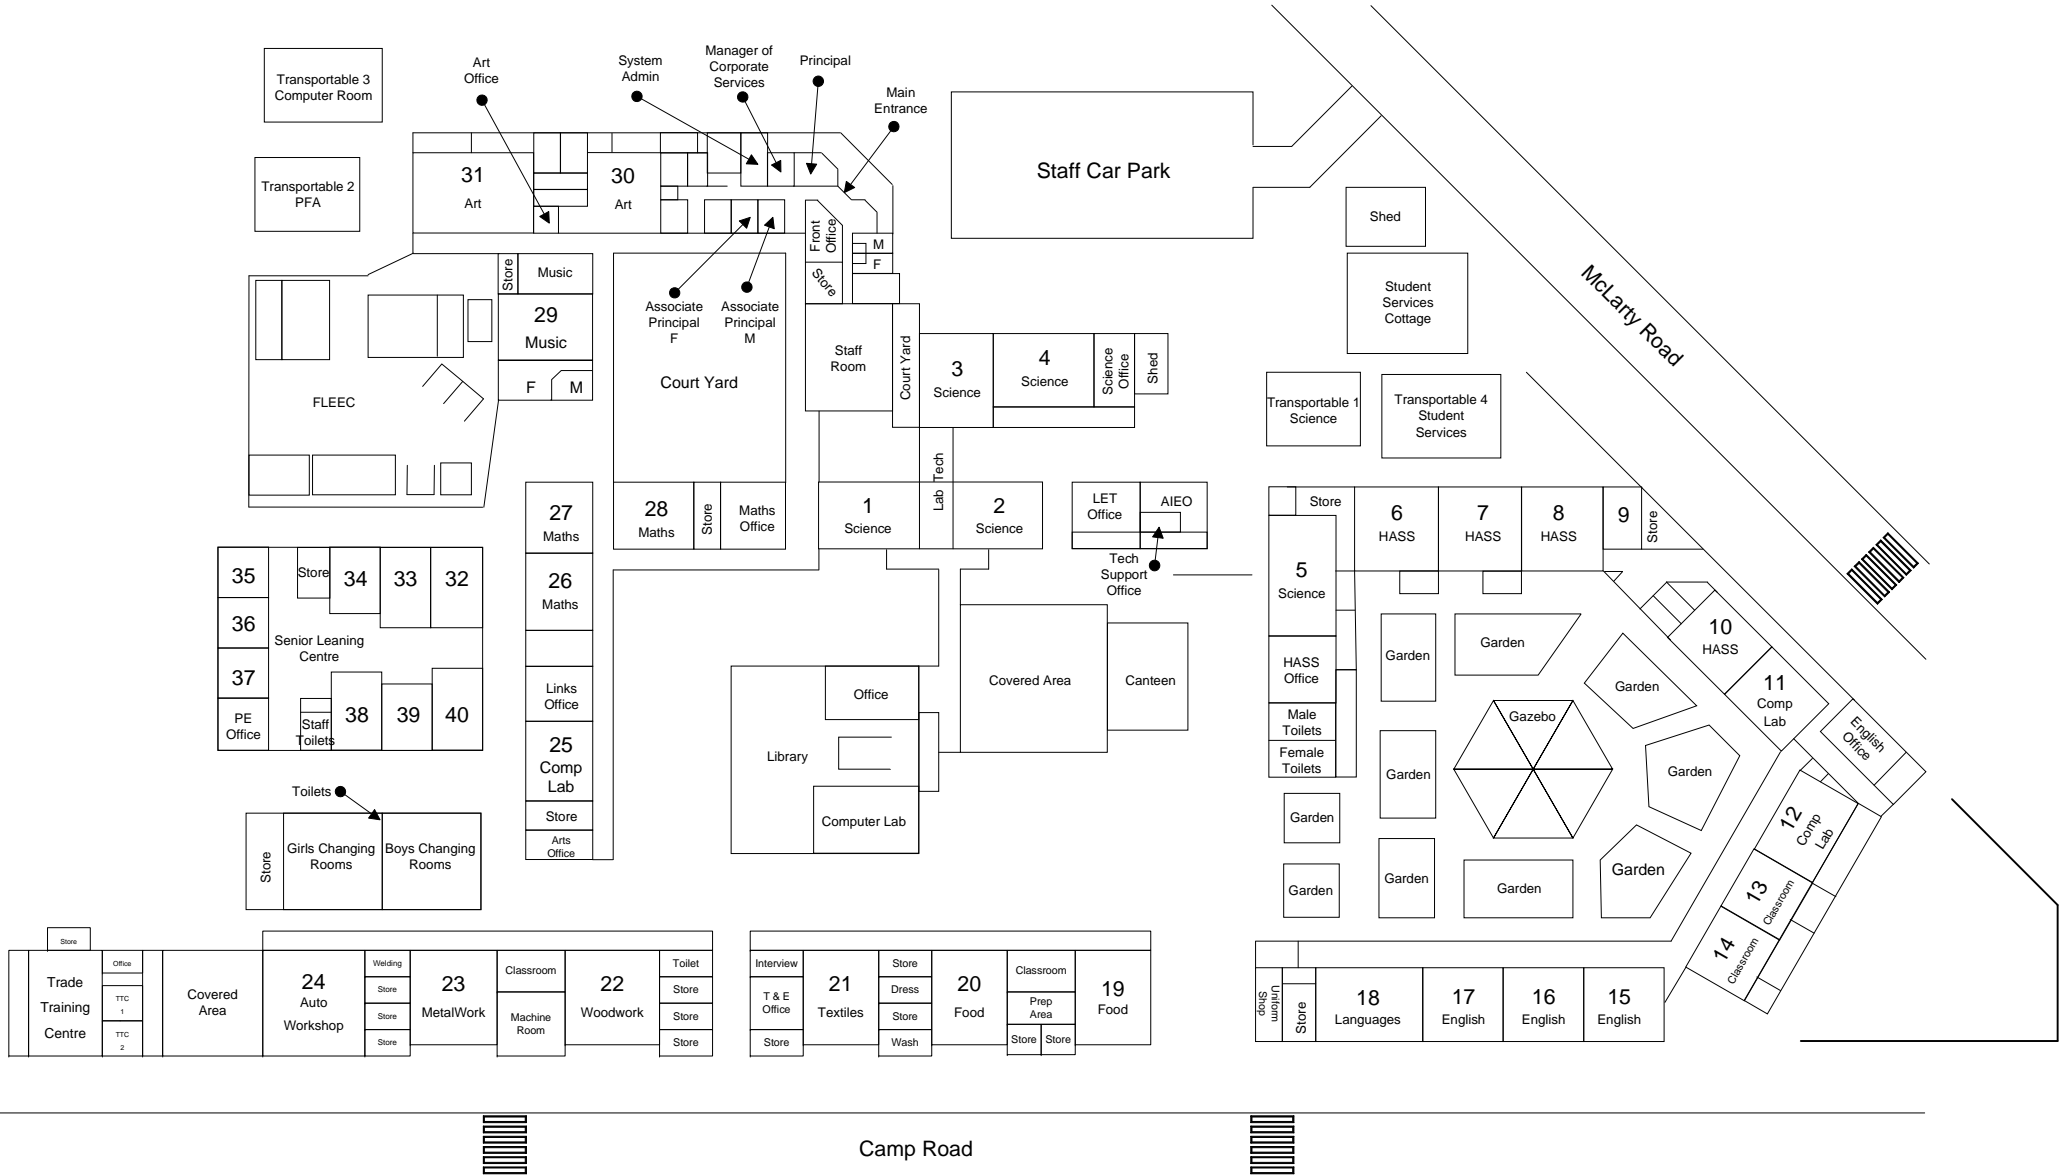 Transportable 3
Computer Room
Art
Office
System
Admin
Manager of
Corporate
Services
Principal
Main
Entrance
Staff Car Park
Transportable 2
PFA
31
Art
30
Art
Front
Office
M
F
Store
Shed
Student
Services
Cottage
McLarty Road
Store
Music
29
Music
F
M
FLEEC
Associate
Principal
F
Associate
Principal
M
Court Yard
Staff
Room
Court Yard
3
Science
4
Science
Science
Office
Shed
Transportable 1
Science
Transportable 4
Student
Services
27
Maths
28
Maths
Store
Maths
Office
1
Science
Lab Tech
2
Science
LET
Office
AIEO
Tech
Support
Office
Store
6
HASS
7
HASS
8
HASS
9
Store
5
Science
HASS
Office
Male
Toilets
Female
Toilets
35
Store
34
33
32
36
Senior Leaning
Centre
37
PE
Office
Staff
Toilets
38
39
40
26
Maths
Links
Office
25
Comp
Lab
Store
Arts
Office
Library
Office
Computer Lab
Covered Area
Canteen
Garden
Garden
Garden
Garden
Garden
Garden
Garden
Garden
Garden
Garden
Gazebo
10
HASS
11
Comp
Lab
English
Office
12
Comp
Lab
13
Classroom
14
Classroom
Toilets
Store
Girls Changing
Rooms
Boys Changing
Rooms
Store
Trade
Training
Centre
Office
TTC
1
TTC
2
Covered
Area
24
Auto
Workshop
Welding
Store
Store
Store
23
MetalWork
Classroom
Machine
Room
22
Woodwork
Toilet
Store
Store
Store
Interview
T & E
Office
Store
21
Textiles
Store
Dress
Store
Wash
20
Food
Classroom
Prep
Area
Store
Store
19
Food
Uniform
Shop
Store
18
Languages
17
English
16
English
15
English
Camp Road